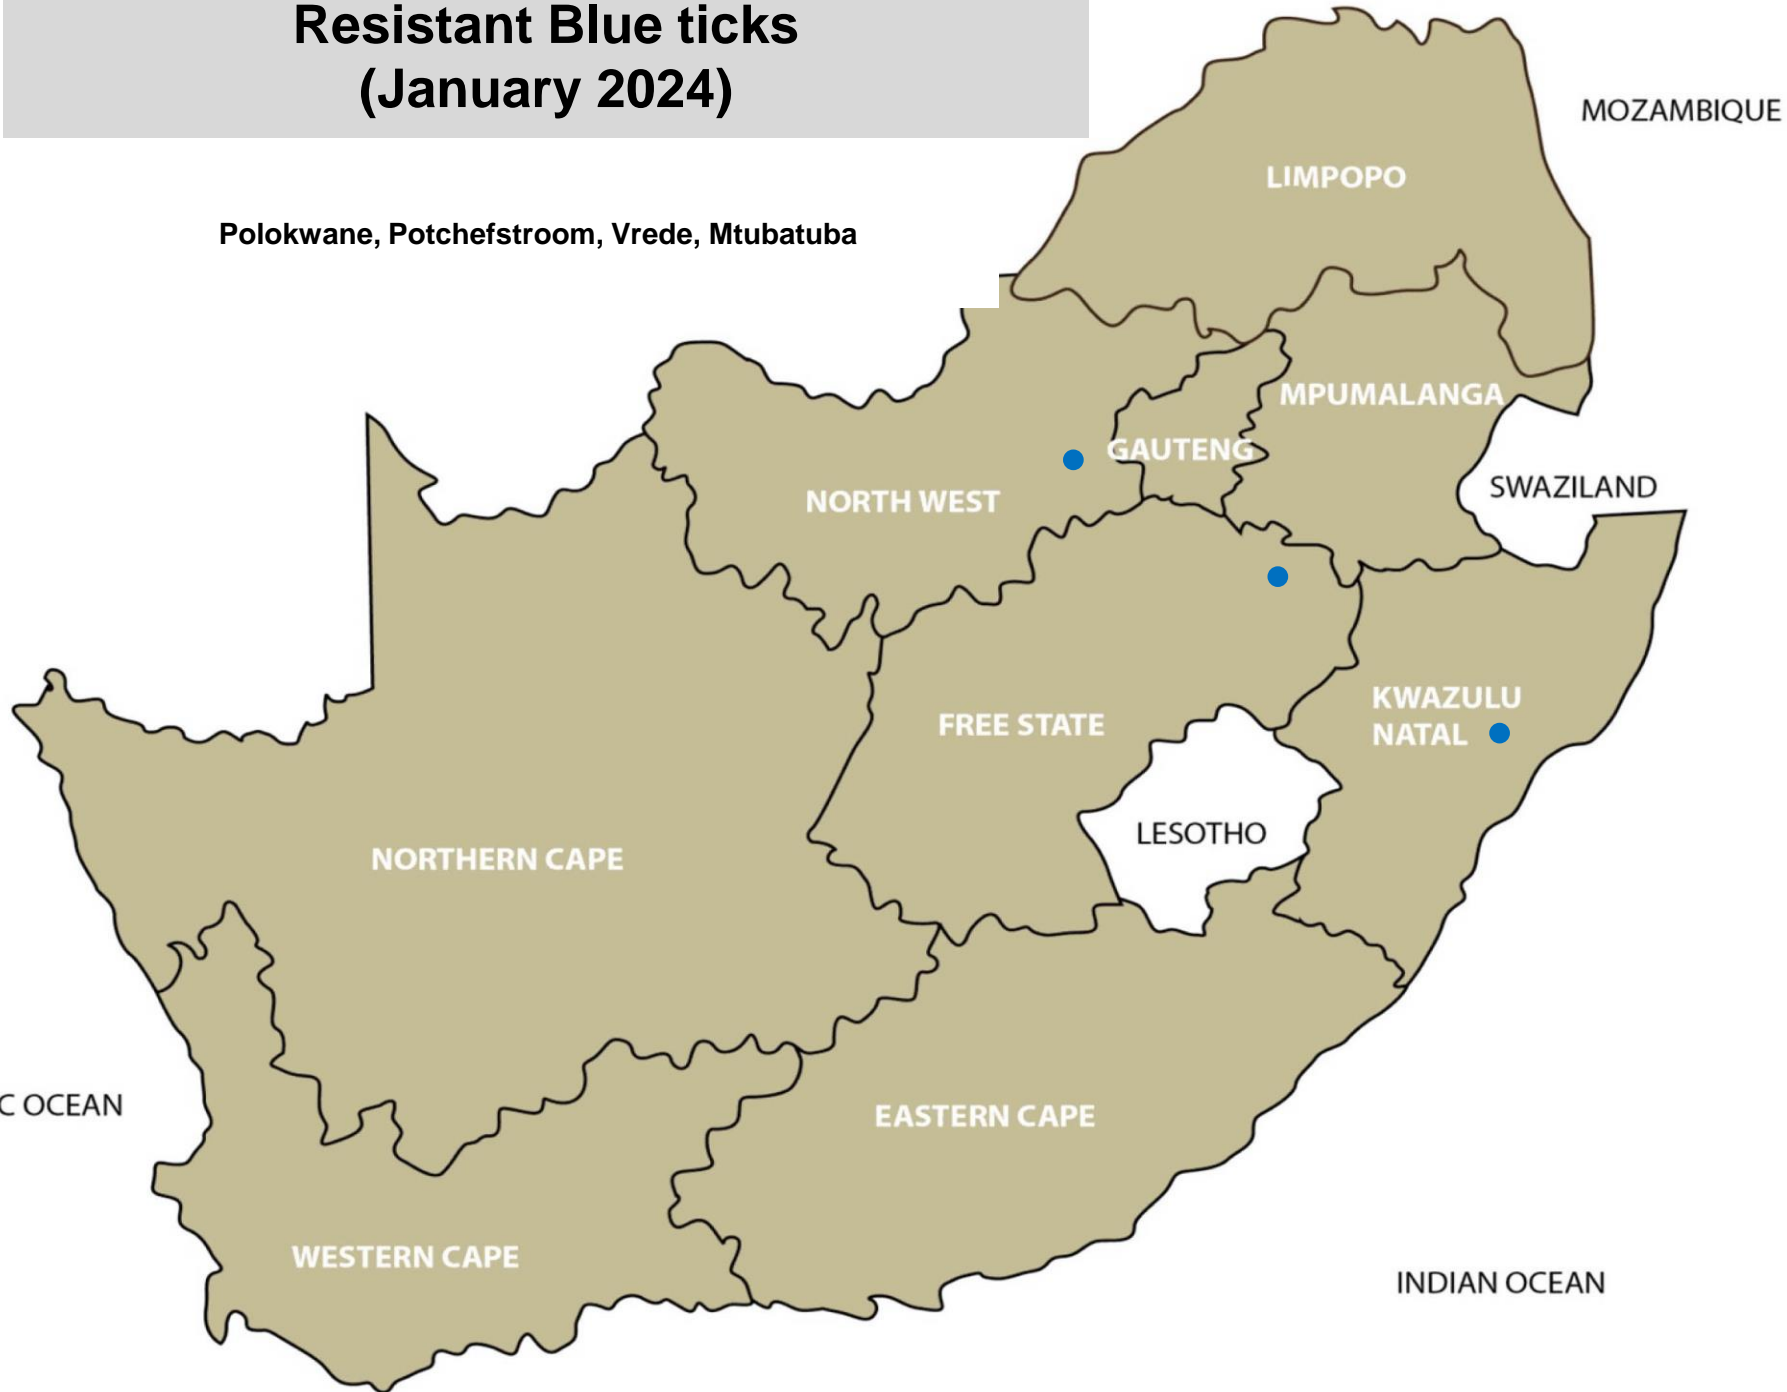 Resistant Blue ticks
(January 2024)
MOZAMBIQUE
LIMPOPO
Polokwane, Potchefstroom, Vrede, Mtubatuba
MPUMALANGA
GAUTENG
SWAZILAND
NORTH WEST
KWAZULU
NATAL
FREE STATE
LESOTHO
NORTHERN CAPE
C OCEAN
EASTERN CAPE
WESTERN CAPE
INDIAN OCEAN